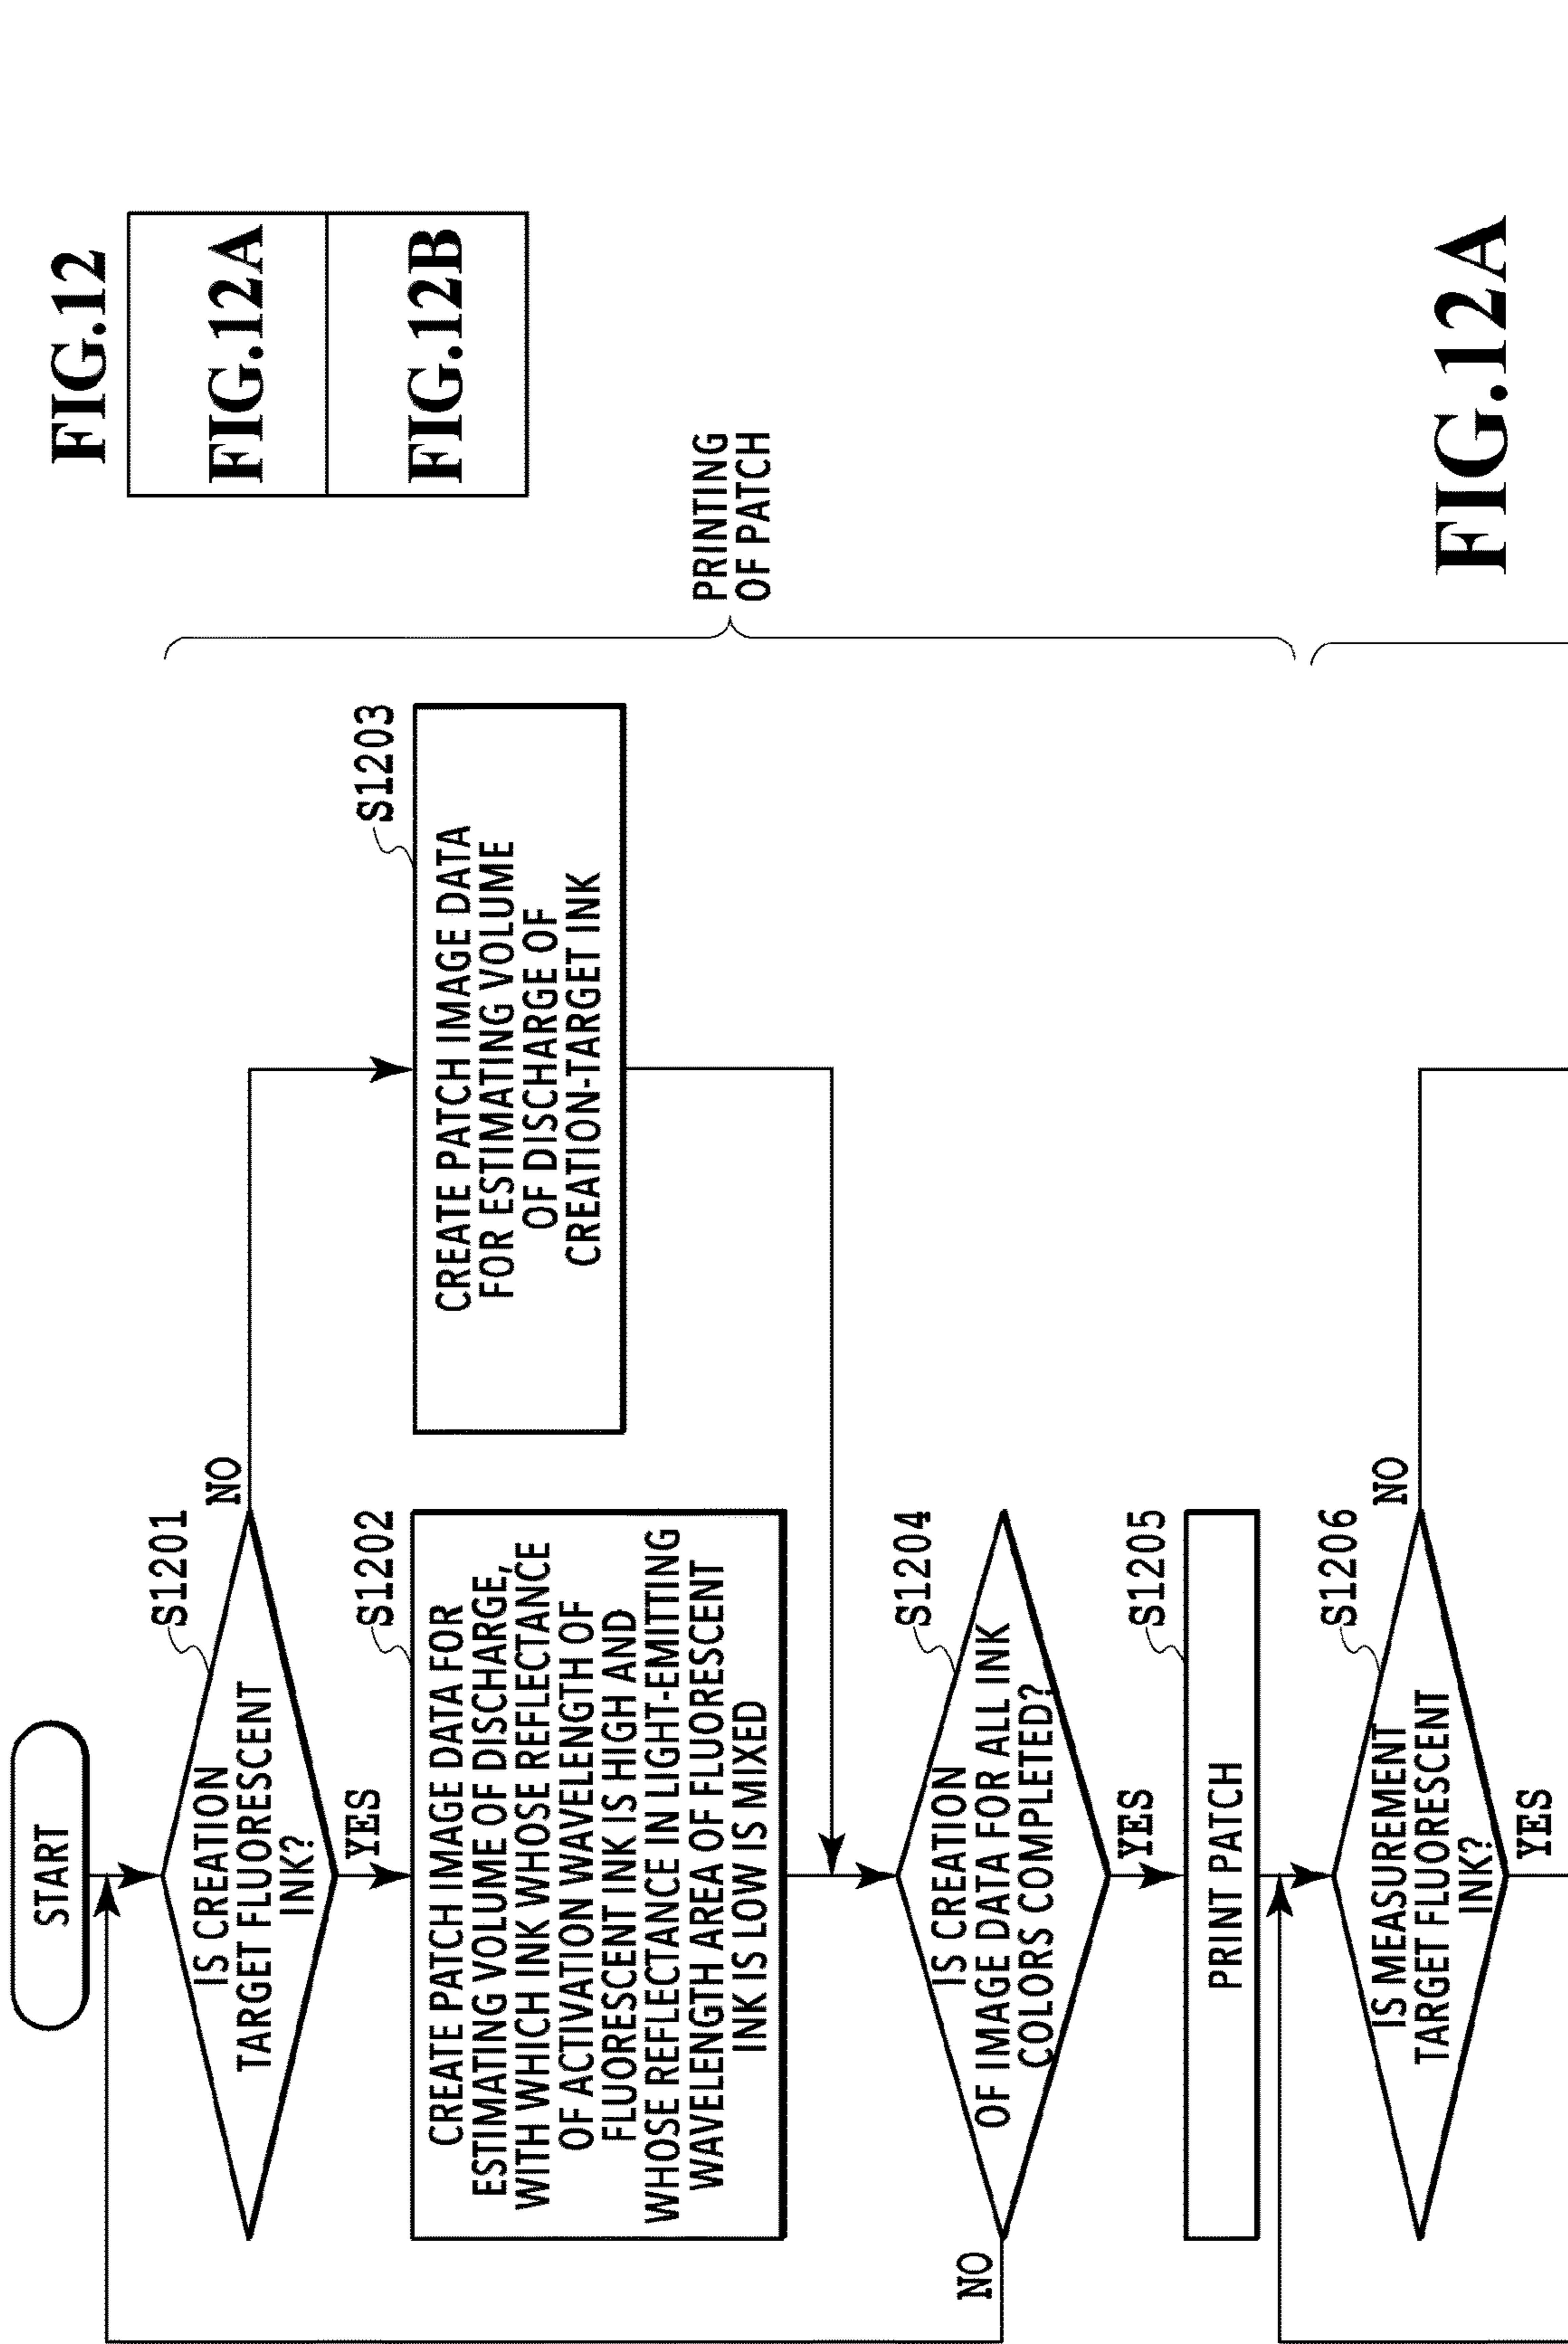 FIG.12
FIG.12A
FIG.12B
FIG.12A
START
S1201
IS CREATION
TARGET FLUORESCENT
INK?
NO
YES
S1202
CREATE PATCH IMAGE DATA FOR
ESTIMATING VOLUME OF DISCHARGE,
WITH WHICH INK WHOSE REFLECTANCE
OF ACTIVATION WAVELENGTH OF
FLUORESCENT INK IS HIGH AND
WHOSE REFLECTANCE IN LIGHT-EMITTING
WAVELENGTH AREA OF FLUORESCENT
INK IS LOW IS MIXED
S1203
CREATE PATCH IMAGE DATA
FOR ESTIMATING VOLUME
OF DISCHARGE OF
CREATION-TARGET INK
PRINTING
OF PATCH
S1204
IS CREATION
OF IMAGE DATA FOR ALL INK
COLORS COMPLETED?
NO
YES
S1205
PRINT PATCH
S1206
IS MEASUREMENT
TARGET FLUORESCENT
INK?
NO
YES